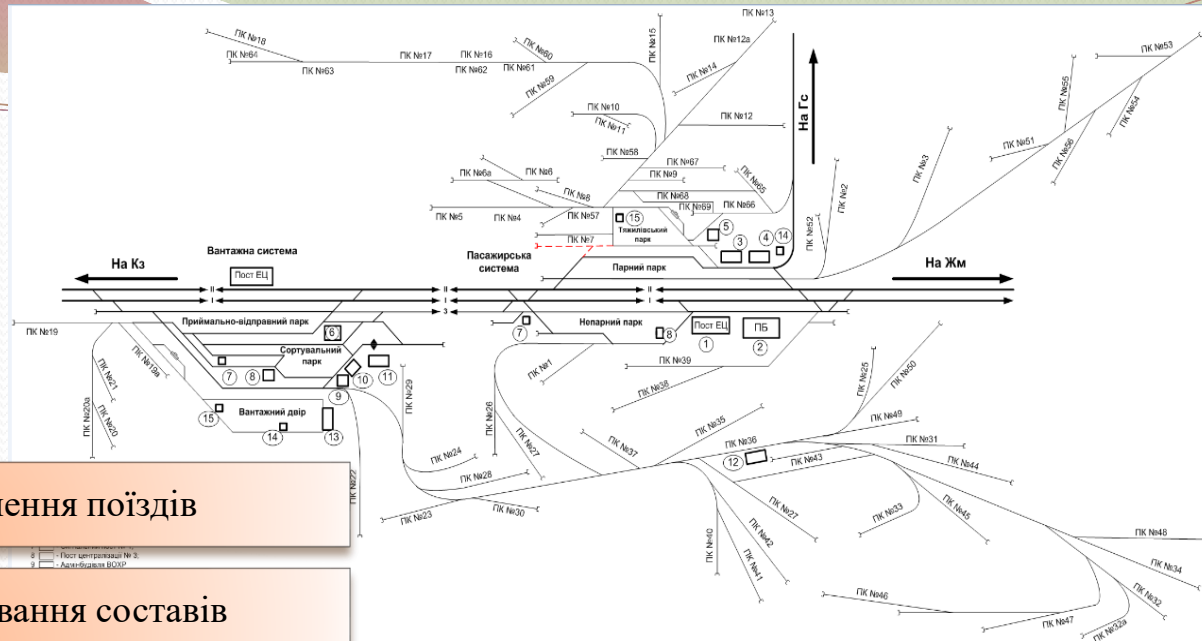 ПК №13
ПК №18
ПК №12а
ПК №15
ПК №60
ПК №17
ПК №16
ПК №64
ПК №63
ПК №62
ПК №61
ПК №59
ПК №14
ПК №53
ПК №55
ПК №54
ПК №10
ПК №11
ПК №12
На Гс
ПК №58
ПК №51
ПК №56
ПК №3
ПК №67
ПК №6
ПК №6а
ПК №9
ПК №65
ПК №2
ПК №8
ПК №68
ПК №69
ПК №66
ПК №5
ПК №4
ПК №57
15
Тяжилівський
парк
5
3
4
14
ПК №52
ПК №7
Вантажна система
Пасажирська
система
На Кз
Пост ЕЦ
Парний парк
На Жм
II
II
II
I
I
3
Приймально-відправний парк
6
7
Непарний парк
8
Пост ЕЦ
1
ПБ
2
ПК №19
ПК №19а
Сортувальний
парк
7
8
9
10
11
ПК №1
ПК №39
ПК №38
ПК №21
ПК №20а
ПК №20
15
Вантажний двір
14
13
ПК №29
ПК №26
ПК №25
ПК №50
ПК №35
ПК №49
ПК №36
ПК №31
ПК №37
12
ПК №43
ПК №44
ПК №24
ПК №27
ПК №28
ПК №22
ПК №23
ПК №30
ПК №27
ПК №33
ПК №45
ПК №40
ПК №42
ПК №41
ПК №48
ПК №34
ПК №32
ПК №46
ПК №47
ПК №32а
лення поїздів
8 - Пост централізації № 3,
9 - Адмін-будівля ВОХР
вання составів